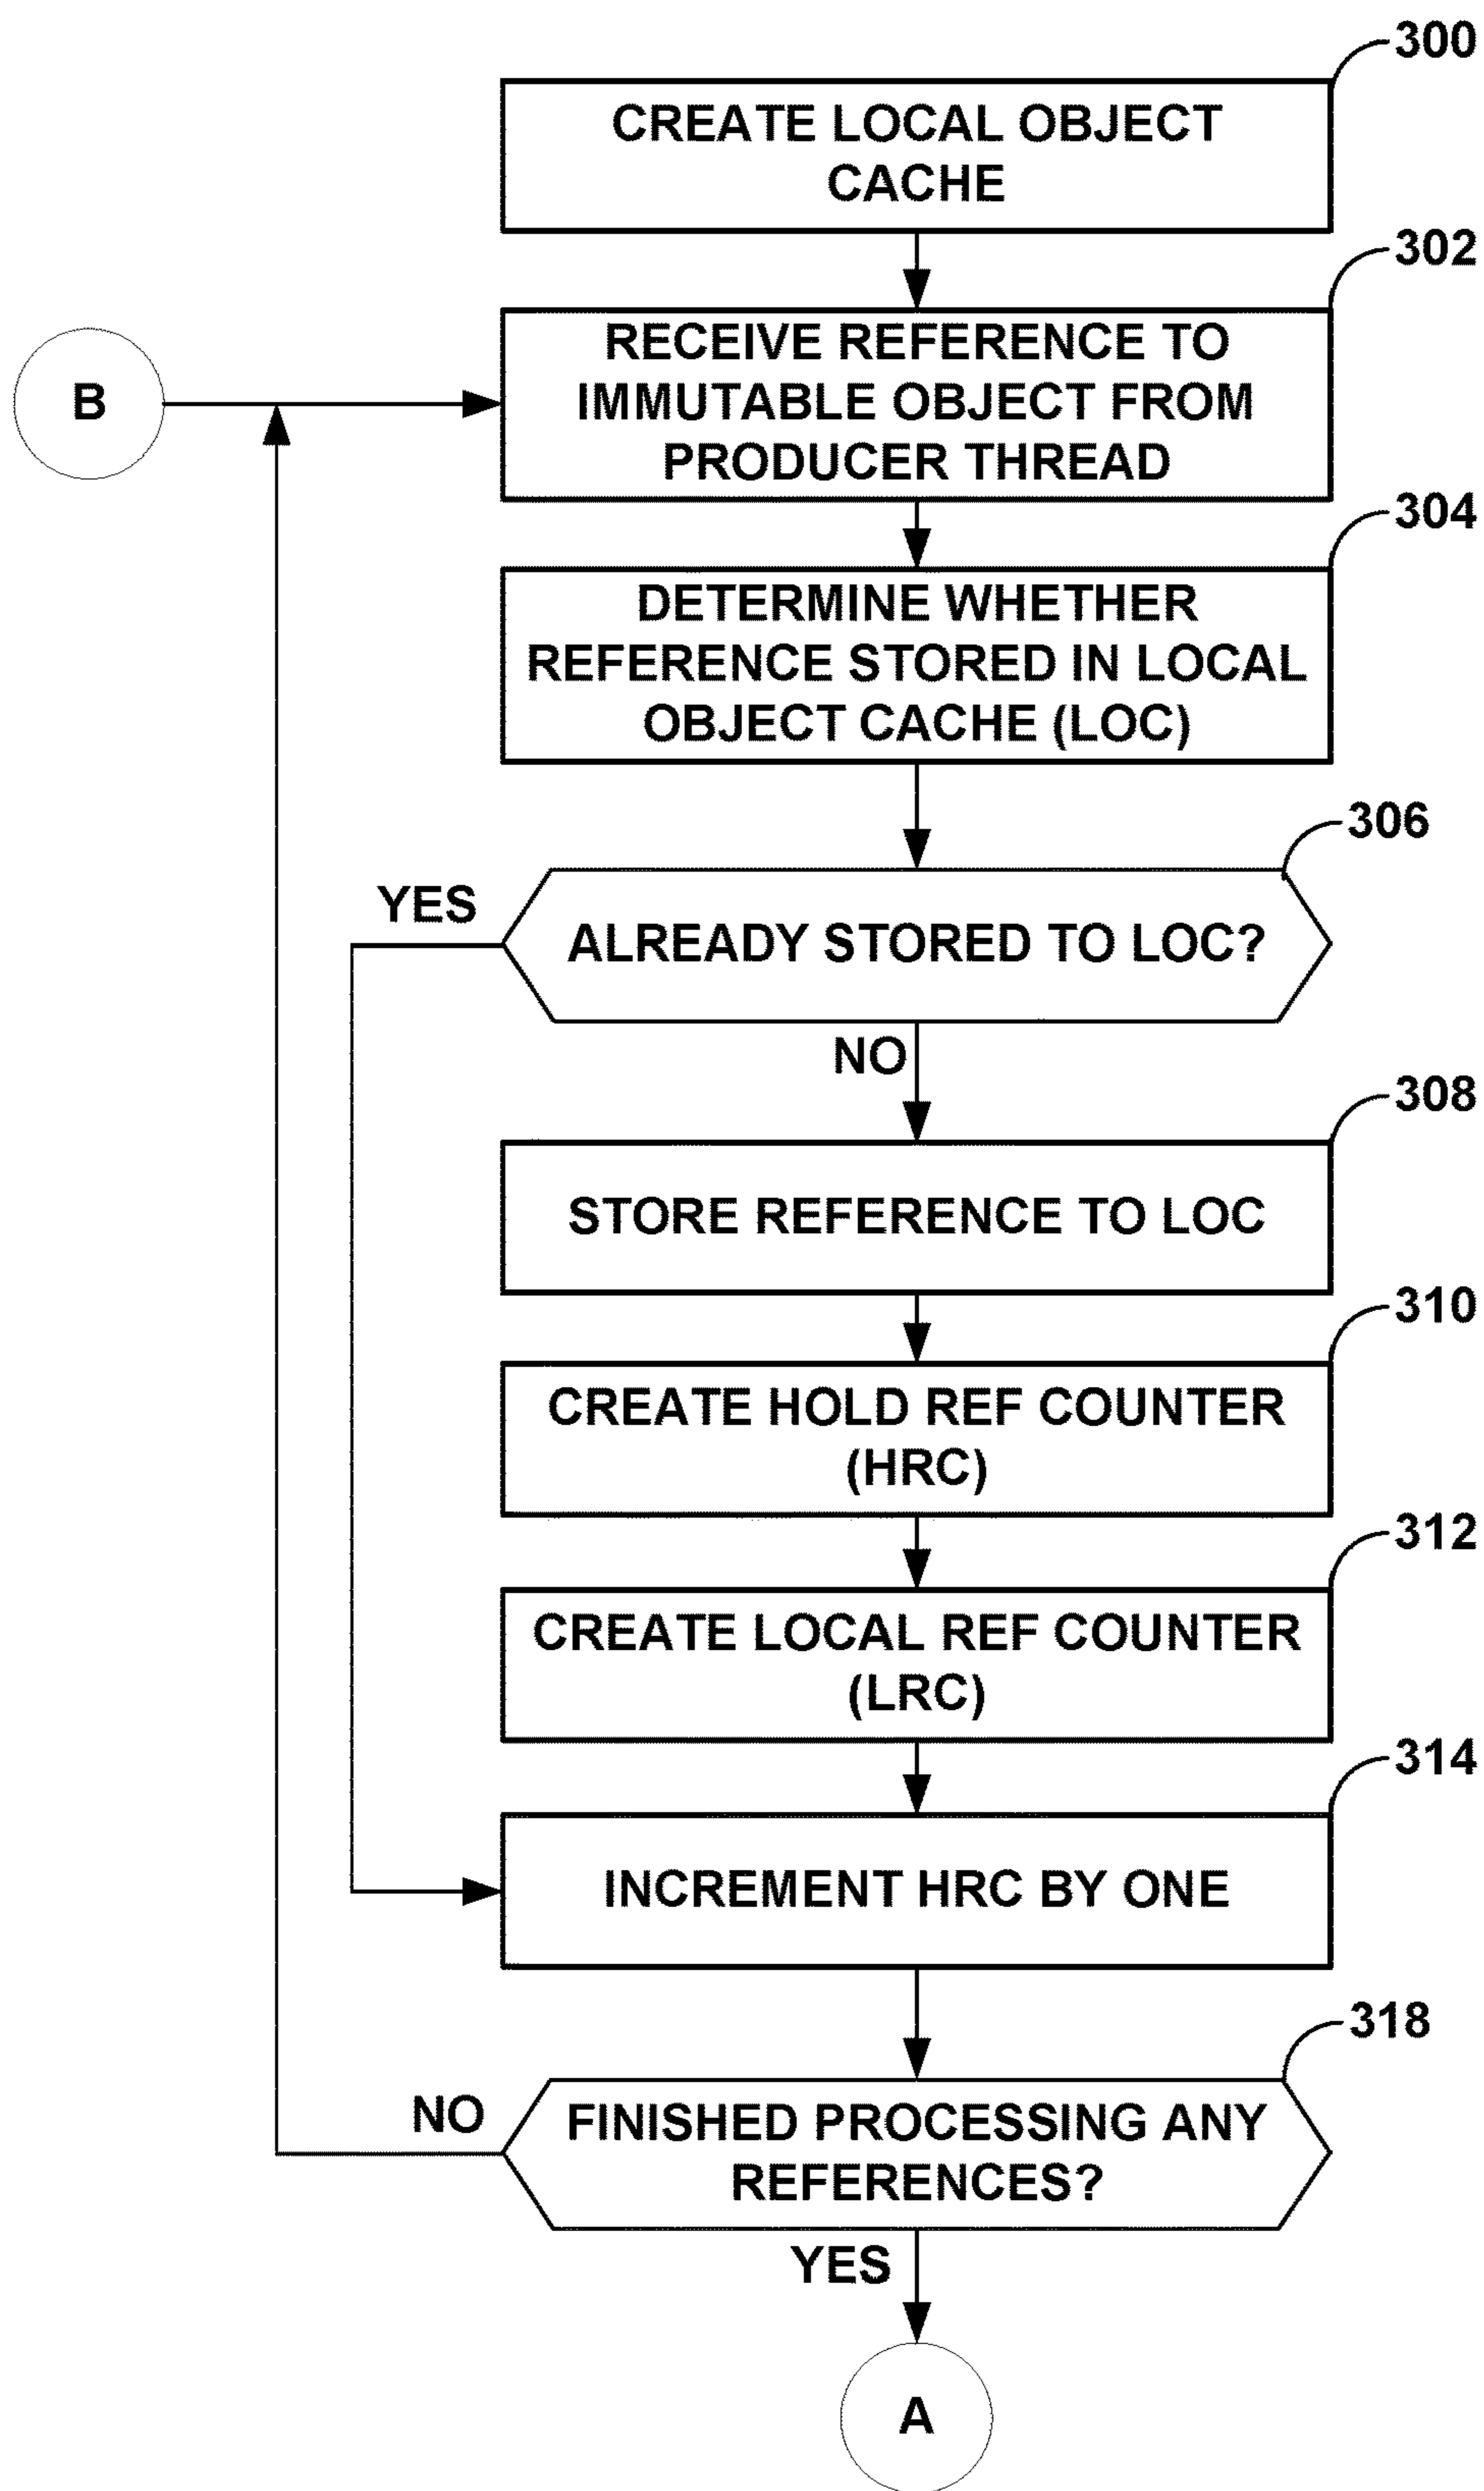 300
CREATE LOCAL OBJECT
CACHE
302
RECEIVE REFERENCE TO
IMMUTABLE OBJECT FROM
PRODUCER THREAD
B
304
DETERMINE WHETHER
REFERENCE STORED IN LOCAL
OBJECT CACHE (LOC)
306
YES
ALREADY STORED TO LOC?
NO
308
STORE REFERENCE TO LOC
310
CREATE HOLD REF COUNTER
(HRC)
312
CREATE LOCAL REF COUNTER
(LRC)
314
INCREMENT HRC BY ONE
318
NO
FINISHED PROCESSING ANY
REFERENCES?
YES
A